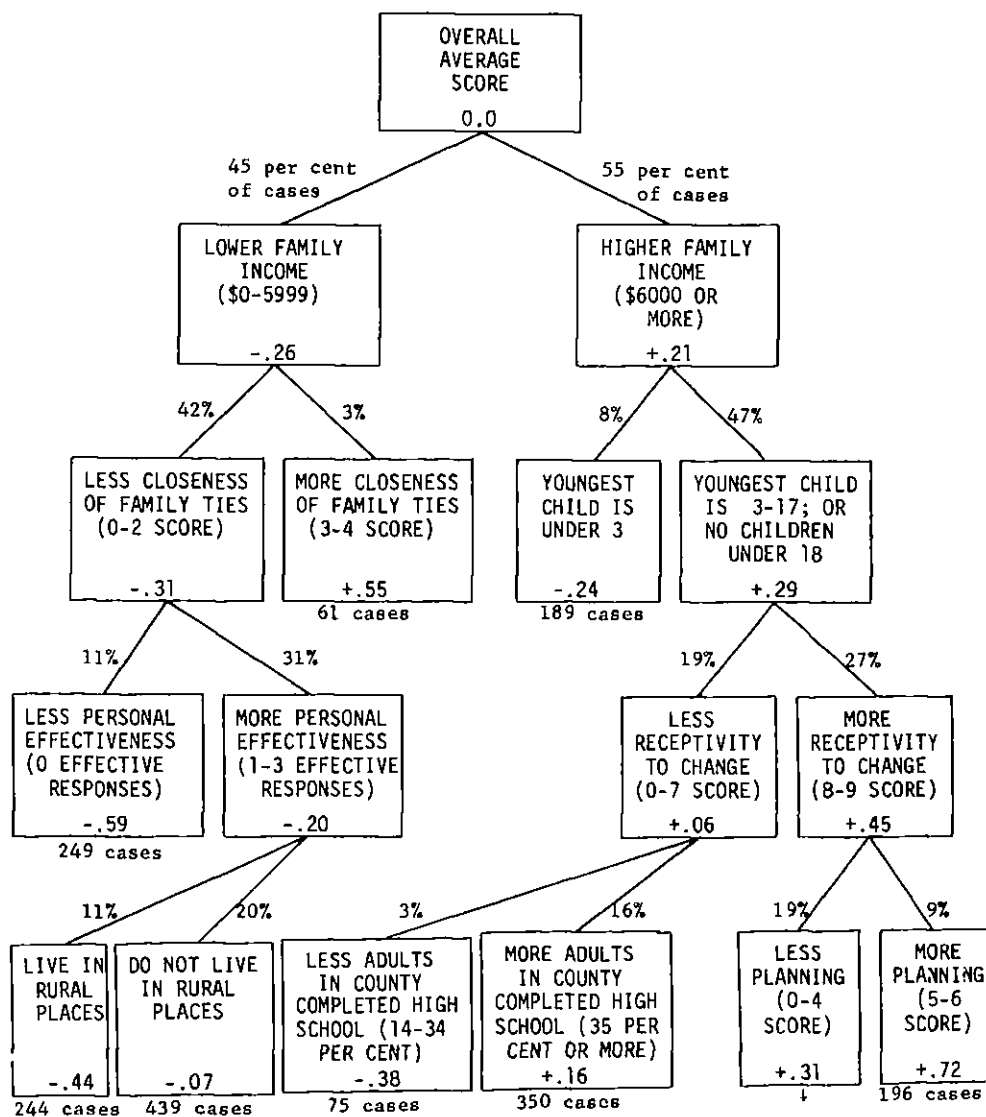 OVERALL
AVERAGE
SCORE
0.0
45 per cent
of cases
55 per cent
of cases
LOWER FAMILY
INCOME
($0-5999)
-.26
HIGHER FAMILY
INCOME
($6000 OR
MORE)
+.21
42%
3%
8%
47%
LESS CLOSENESS
OF FAMILY TIES
(0-2 SCORE)
-.31
MORE CLOSENESS
OF FAMILY TIES
(3-4 SCORE)
+.55
61 cases
YOUNGEST
CHILD IS
UNDER 3
-.24
189 cases
YOUNGEST CHILD
IS 3-17; OR
NO CHILDREN
UNDER 18
+.29
11%
31%
19%
27%
LESS PERSONAL
EFFECTIVENESS
(0 EFFECTIVE
RESPONSES)
-.59
249 cases
MORE PERSONAL
EFFECTIVENESS
(1-3 EFFECTIVE
RESPONSES)
-.20
LESS
RECEPTIVITY
TO CHANGE
(0-7 SCORE)
+.06
MORE
RECEPTIVITY
TO CHANGE
(8-9 SCORE)
+.45
11%
20%
3%
16%
19%
9%
LIVE IN
RURAL
PLACES
-.44
244 cases
DO NOT LIVE
IN RURAL
PLACES
-.07
439 cases
LESS ADULTS
IN COUNTY
COMPLETED HIGH
SCHOOL (14-34
PER CENT)
-.38
75 cases
MORE ADULTS
IN COUNTY
COMPLETED HIGH
SCHOOL (35 PER
CENT OR MORE)
+.16
350 cases
LESS
PLANNING
(0-4
SCORE)
+.31
MORE
PLANNING
(5-6
SCORE)
+.72
196 cases